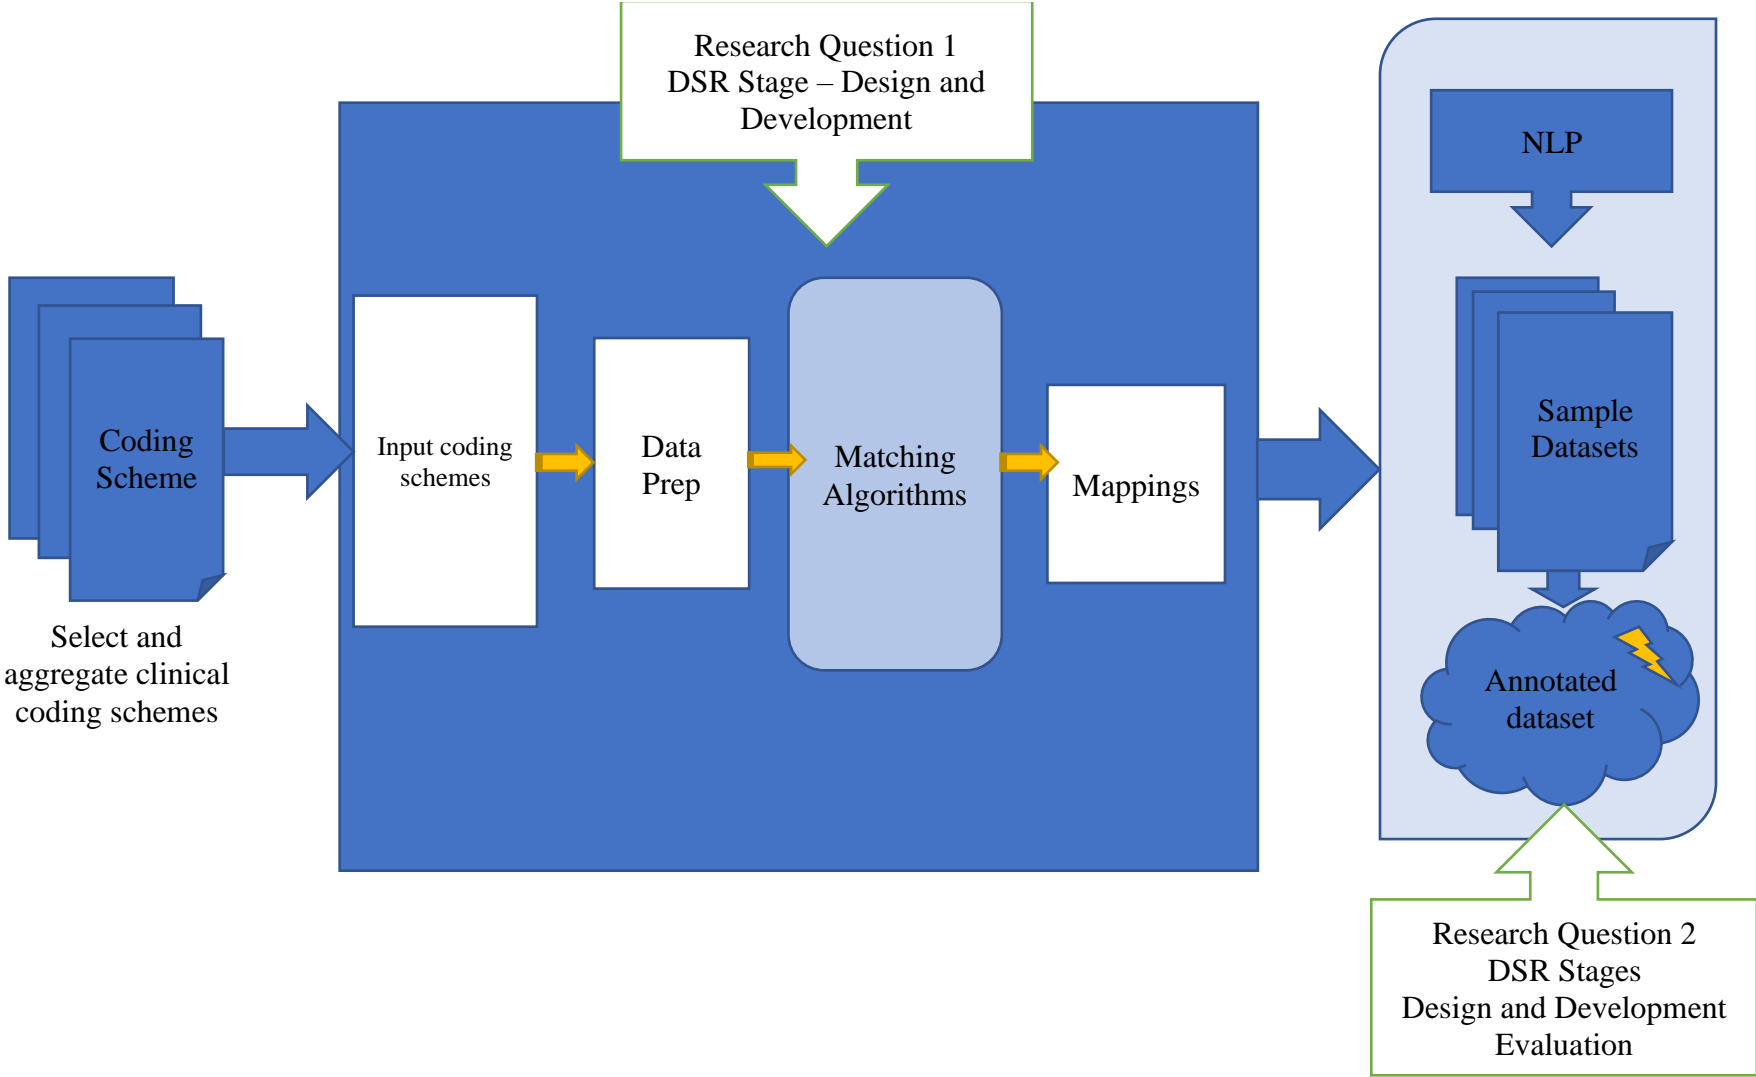 Research Question 1
DSR Stage – Design and
Development
NLP
Coding
Scheme
Select and
aggregate clinical
coding schemes
Input coding
schemes
Data
Prep
Matching
Algorithms
Mappings
Sample
Datasets
Annotated
dataset
Research Question 2
DSR Stages
Design and Development
Evaluation